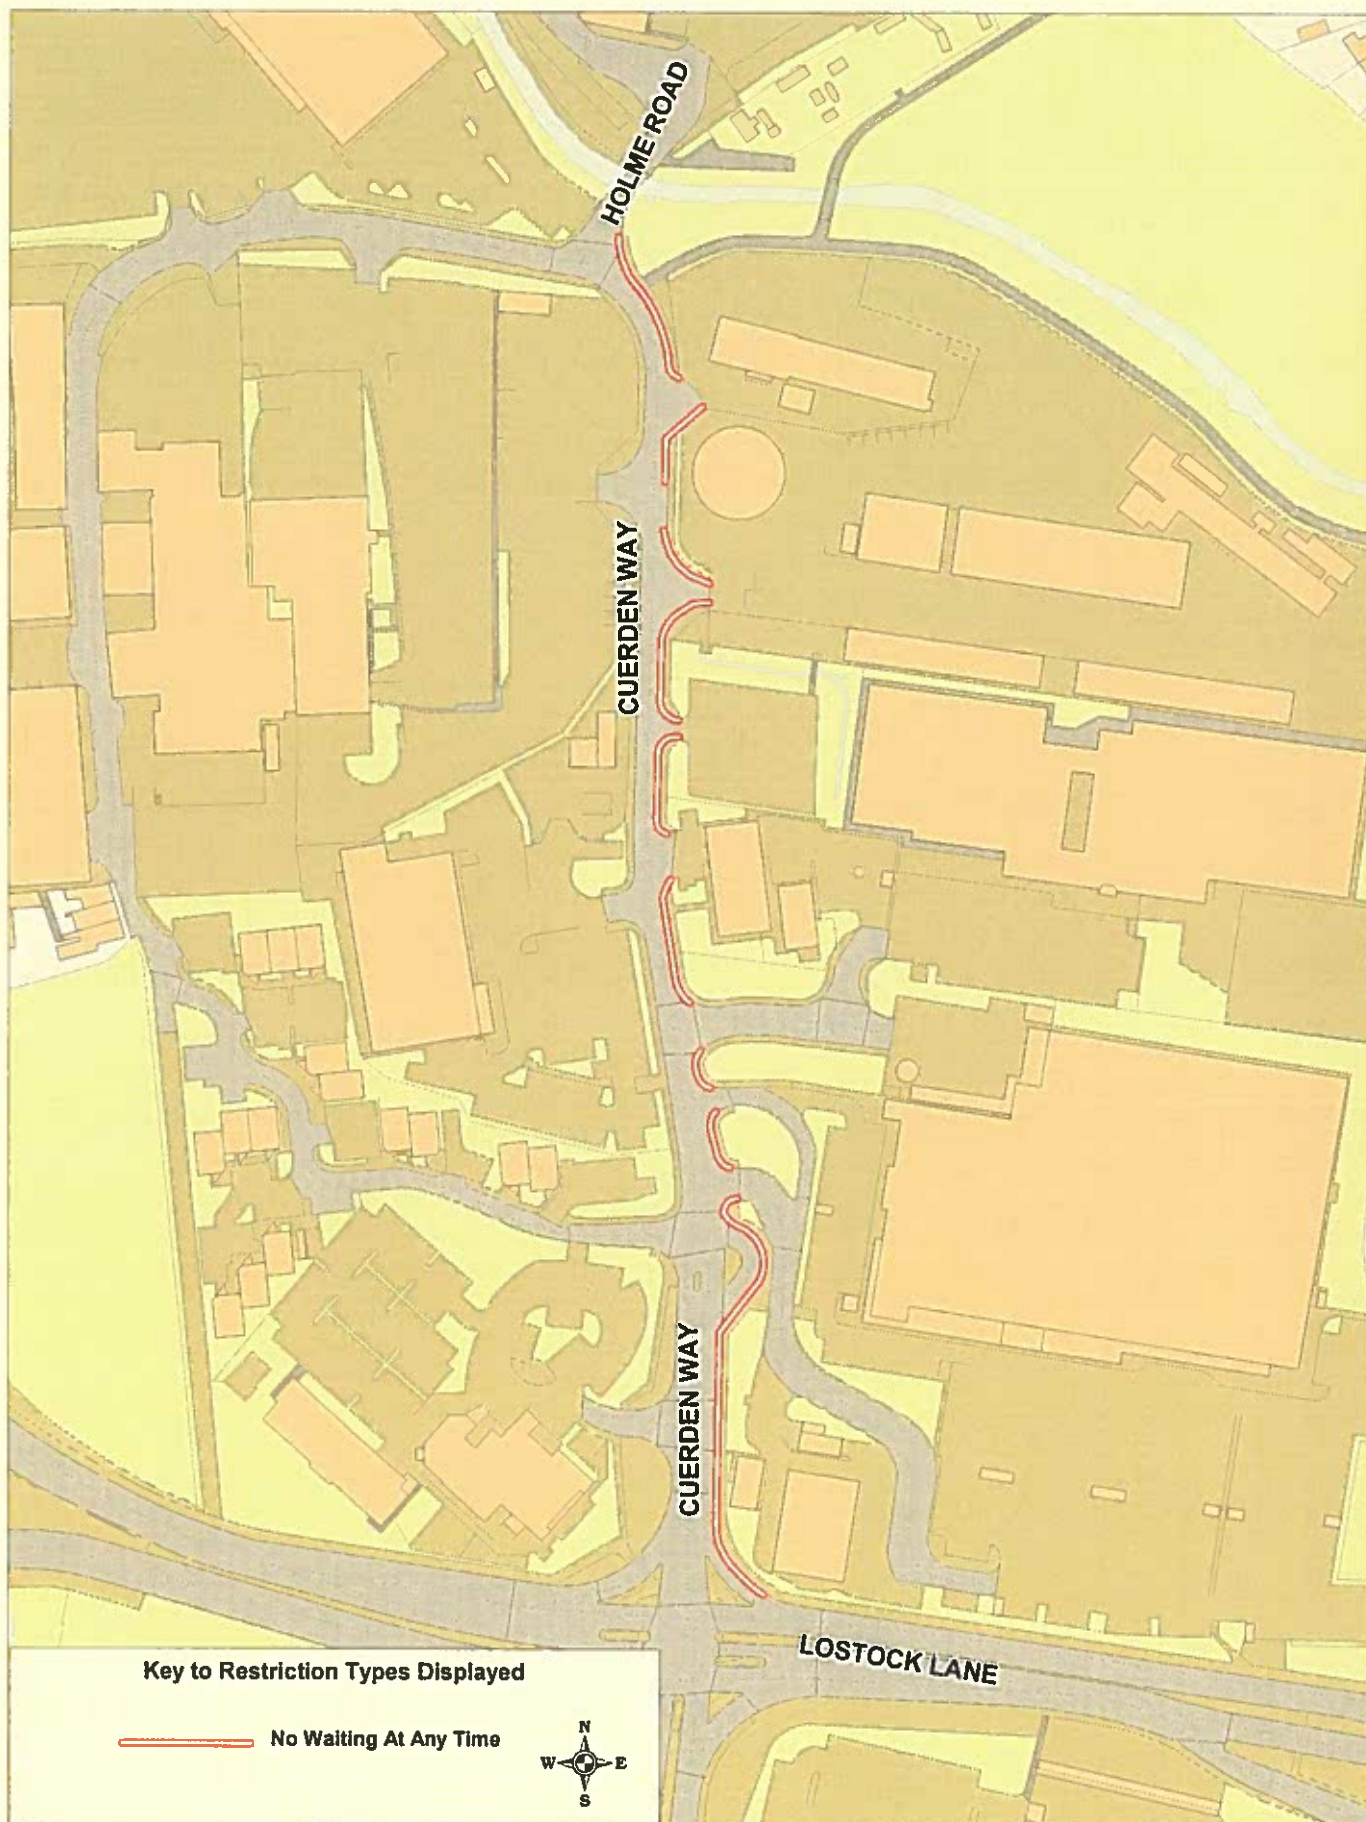 HOLME ROAD
CUERDEN WAY
CUERDEN WAY
LOSTOCK LANE
Key to Restriction Types Displayed
No Waiting At Any Time
N
W E
S